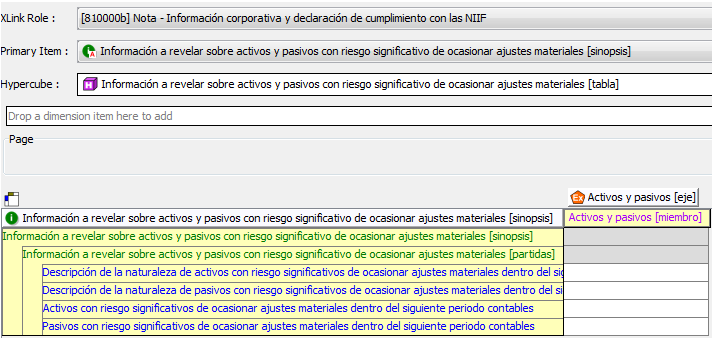 XLink Role : [810000b] Nota - Información corporativa y declaración de cumplimiento con las NIIF
Primary Item : Información a revelar sobre activos y pasivos con riesgo significativo de ocasionar ajustes materiales [sinopsis]
Hypercube : Información a revelar sobre activos y pasivos con riesgo significativo de ocasionar ajustes materiales [tabla]
Drop a dimension item here to add
Page
Activos y pasivos [eje]
Información a revelar sobre activos y pasivos con riesgo significativo de ocasionar ajustes materiales [sinopsis] Activos y pasivos [miembro]
Información a revelar sobre activos y pasivos con riesgo significativo de ocasionar ajustes materiales [sinopsis]
Información a revelar sobre activos y pasivos con riesgo significativo de ocasionar ajustes materiales [partidas]
Descripción de la naturaleza de activos con riesgo significativos de ocasionar ajustes materiales dentro del sig
Descripción de la naturaleza de pasivos con riesgo significativos de ocasionar ajustes materiales dentro del si
Activos con riesgo significativos de ocasionar ajustes materiales dentro del siguiente periodo contables
Pasivos con riesgo significativos de ocasionar ajustes materiales dentro del siguiente periodo contables